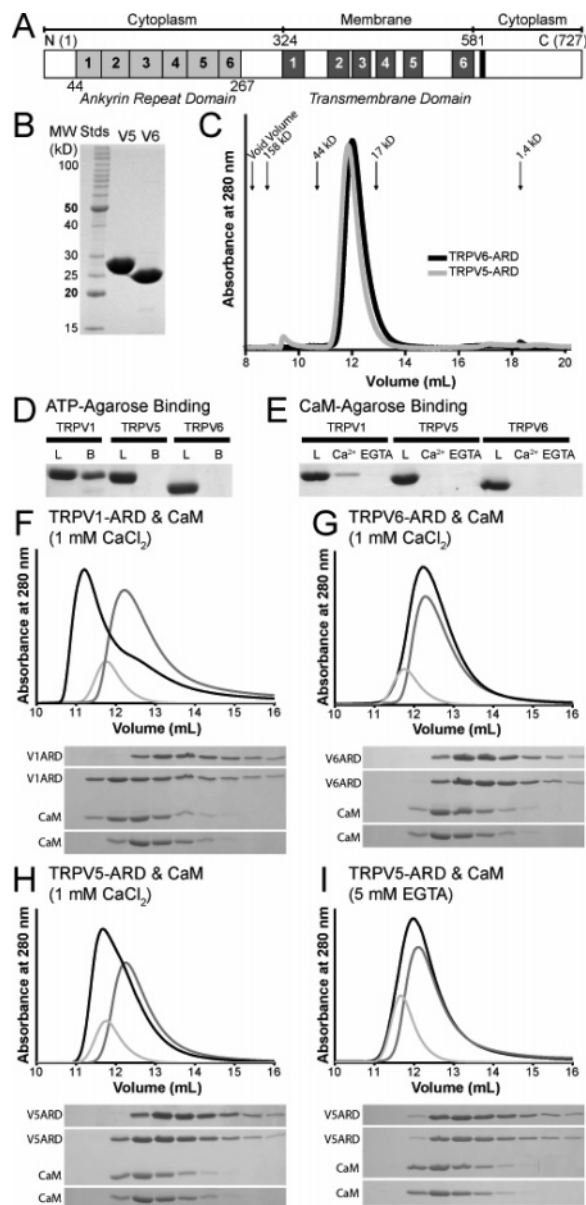 A
Cytoplasm Membrane Cytoplasm
N (1) 324 581 C (727)
1 2 3 4 5 6 1 2 3 4 5 6
44 267
Ankyrin Repeat Domain Transmembrane Domain
B
MW Stds V5 V6
(kD)
100
50
30
25
20
15
C
Void Volume
158 kD
44 kD
17 kD
1.4 kD
Absorbance at 280 nm
TRPV6-ARD
TRPV5-ARD
8 10 12 14 16 18 20
Volume (mL)
D ATP-Agarose Binding
TRPV1 TRPV5 TRPV6
L B L B L B
E CaM-Agarose Binding
TRPV1 TRPV5 TRPV6
L Ca²⁺ EGTA L Ca²⁺ EGTA L Ca²⁺ EGTA
F TRPV1-ARD & CaM
(1 mM CaCl₂)
Absorbance at 280 nm
10 11 12 13 14 15 16
Volume (mL)
V1ARD
V1ARD
CaM
CaM
G TRPV6-ARD & CaM
(1 mM CaCl₂)
Absorbance at 280 nm
10 11 12 13 14 15 16
Volume (mL)
V6ARD
V6ARD
CaM
CaM
H TRPV5-ARD & CaM
(1 mM CaCl₂)
Absorbance at 280 nm
10 11 12 13 14 15 16
Volume (mL)
V5ARD
V5ARD
CaM
CaM
I TRPV5-ARD & CaM
(5 mM EGTA)
Absorbance at 280 nm
10 11 12 13 14 15 16
Volume (mL)
V5ARD
V5ARD
CaM
CaM